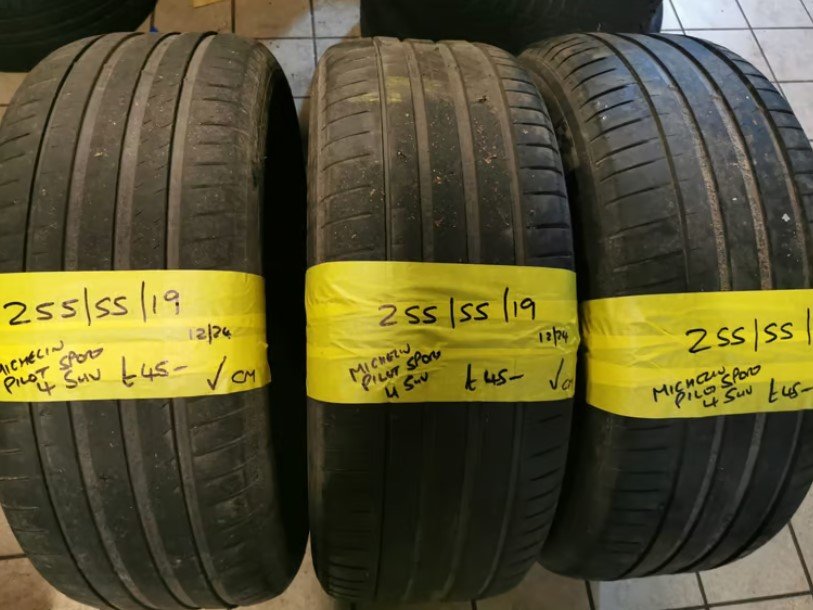 255/55/19
12/24
MICHELIN
PILOT SPORT
4 SUV
£45-
✓ CM
255/55/19
12/24
MICHELIN
PILOT SPORT
4 SUV
£45-
✓ CM
255/55/
MICHELIN
PILOT SPORT
4 SUV
£45-